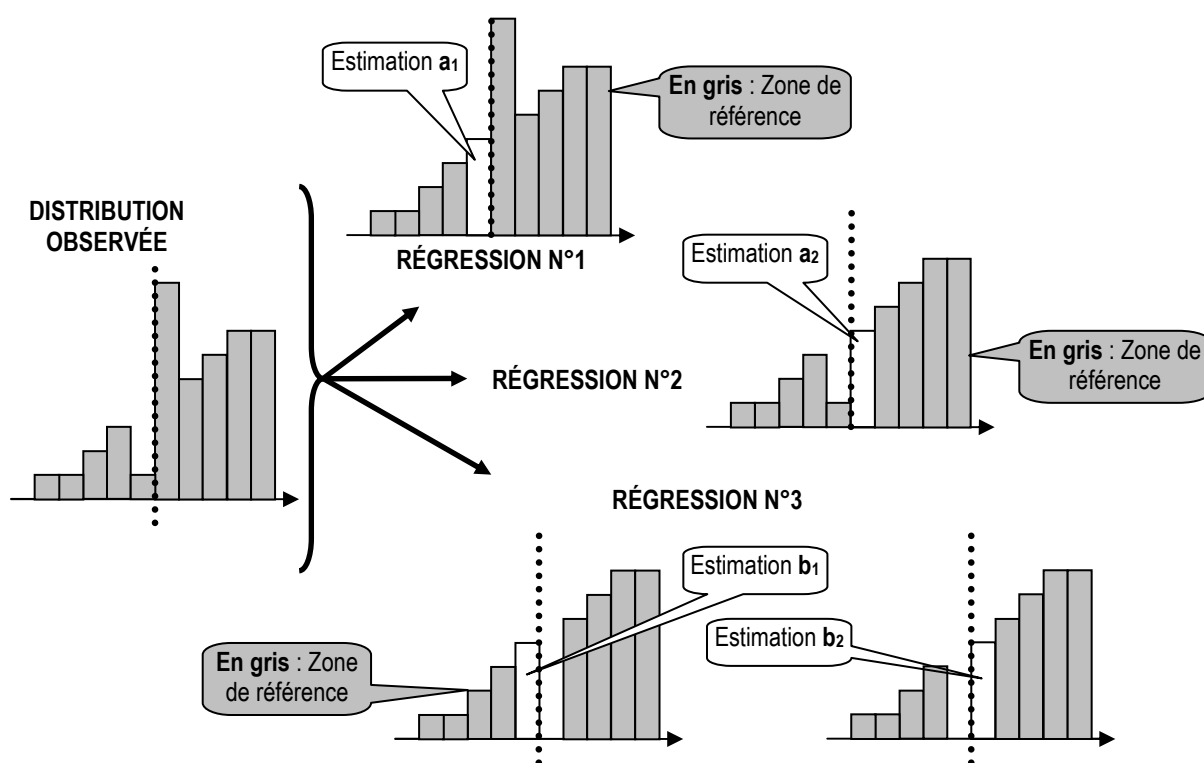 Estimation a1
En gris : Zone de
référence
DISTRIBUTION
OBSERVÉE
RÉGRESSION N°1
Estimation a2
En gris : Zone de
référence
RÉGRESSION N°2
RÉGRESSION N°3
Estimation b1
Estimation b2
En gris : Zone
de référence